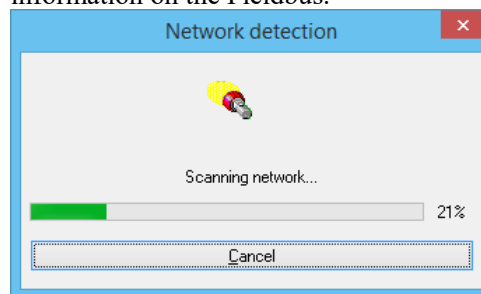 information on the Fieldbus.
Network detection
Scanning network...
21%
Cancel